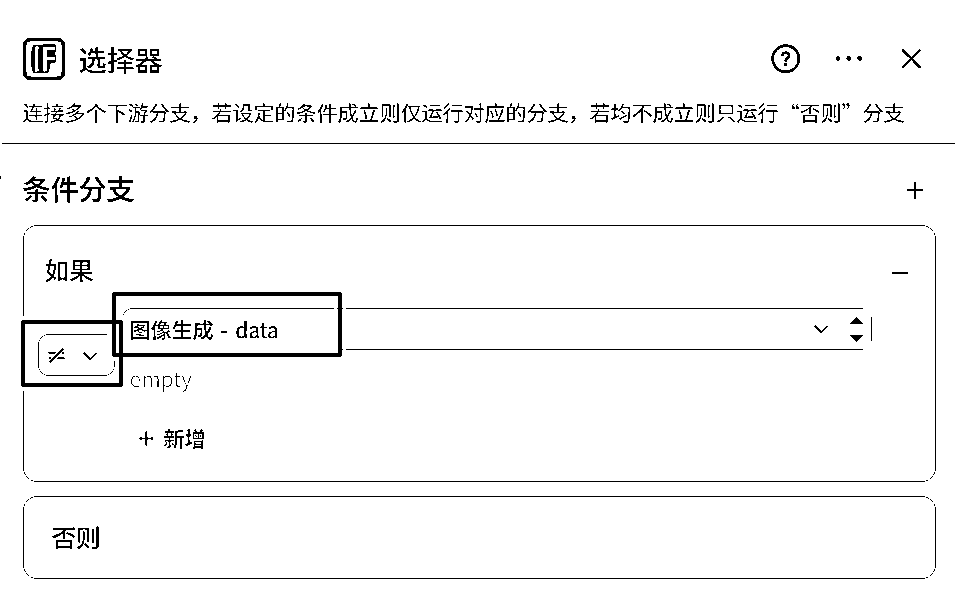 IF 选择器
连接多个下游分支，若设定的条件成立则仅运行对应的分支，若均不成立则只运行“否则”分支
条件分支
如果
图像生成 - data
≠
empty
+ 新增
否则